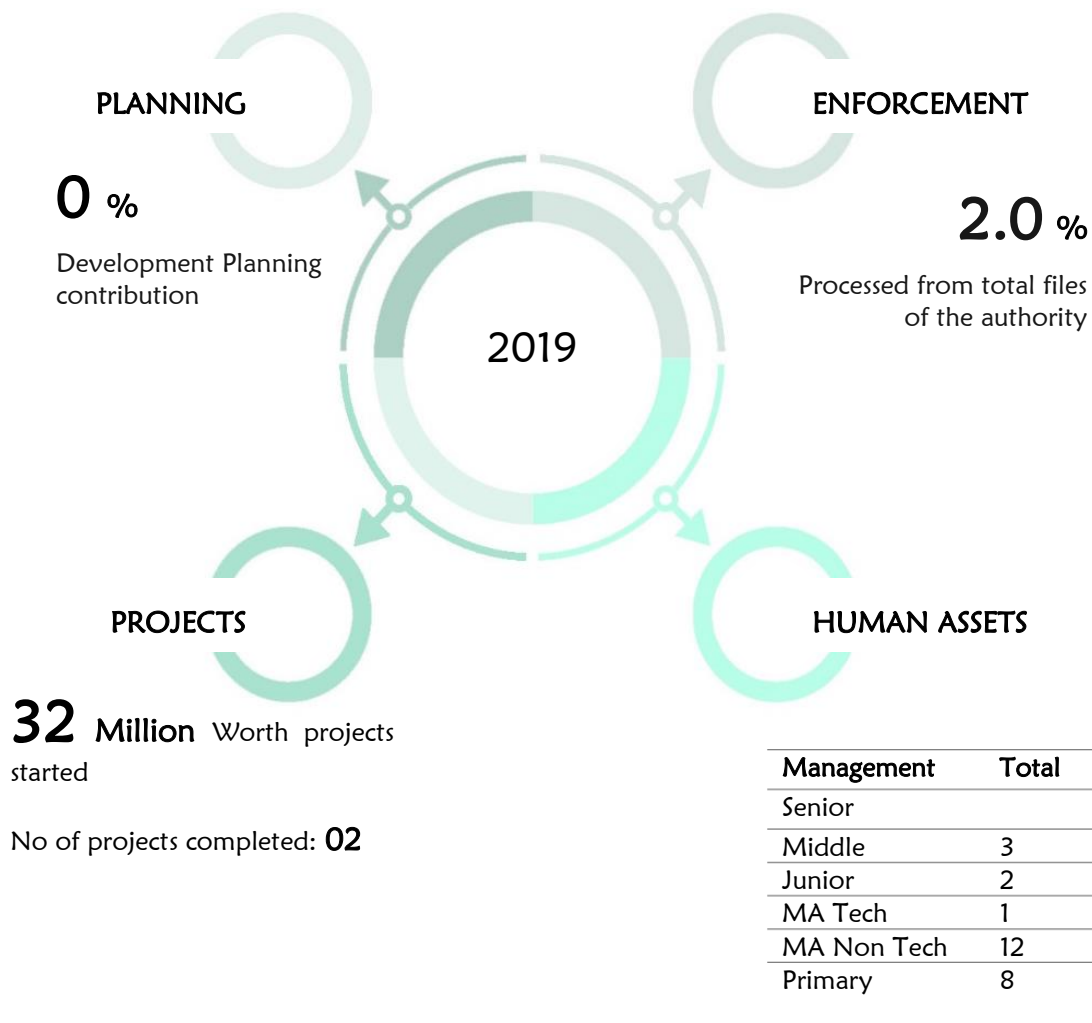 PLANNING
0 %
Development Planning
contribution
ENFORCEMENT
2.0 %
Processed from total files
of the authority
2019
PROJECTS
32 Million Worth projects
started
No of projects completed: 02
HUMAN ASSETS
Management Total
Senior
Middle 3
Junior 2
MA Tech 1
MA Non Tech 12
Primary 8